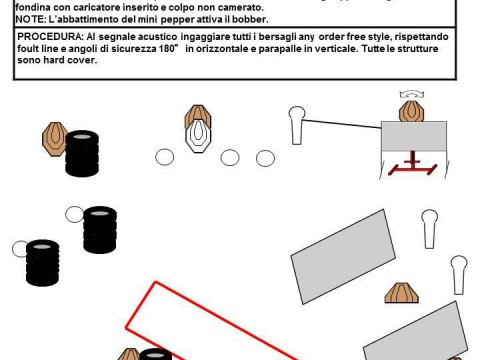 fondina con caricatore inserito e colpo non camerato.
NOTE: L'abbattimento del mini pepper attiva il bobber.
PROCEDURA: Al segnale acustico ingaggiare tutti i bersagli any order free style, rispettando
foult line e angoli di sicurezza 180° in orizzontale e parapalle in verticale. Tutte le strutture
sono hard cover.